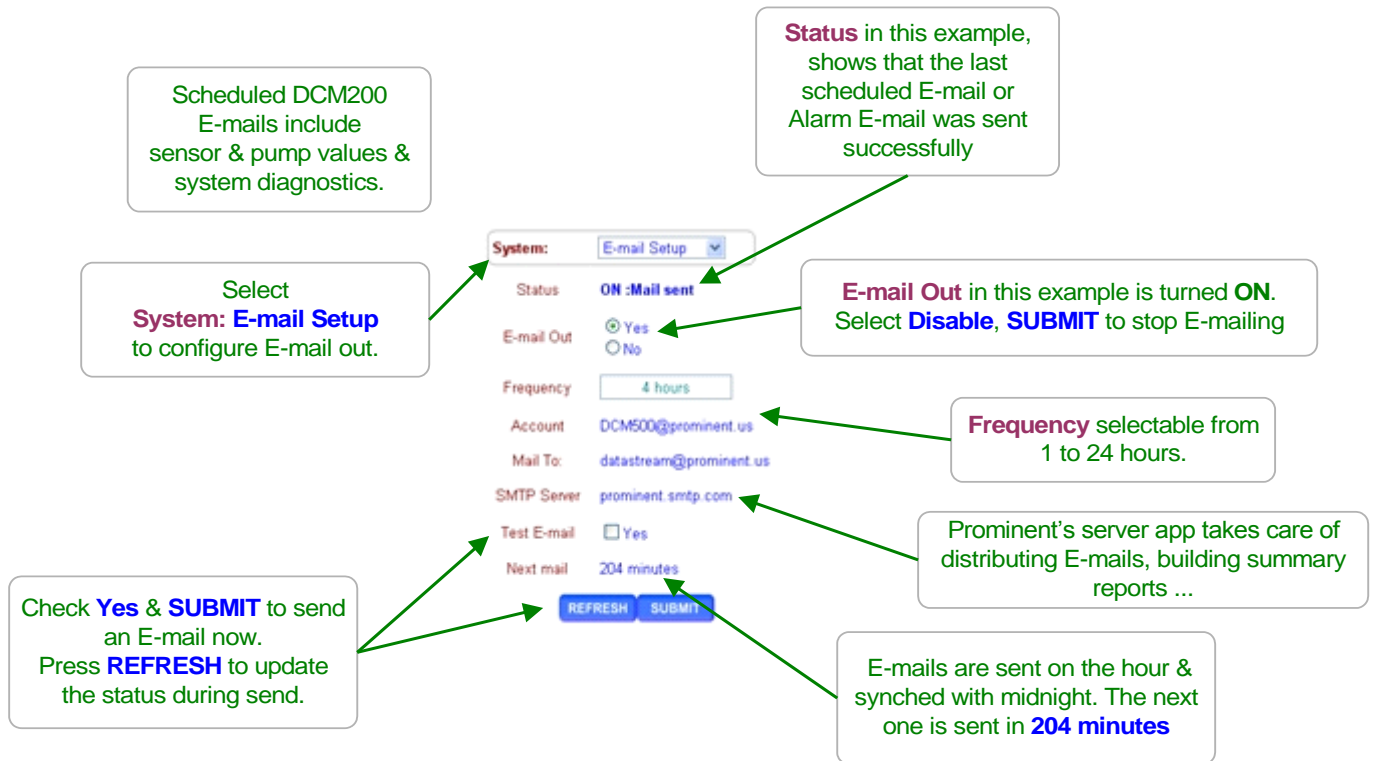 Status in this example,
shows that the last
scheduled E-mail or
Alarm E-mail was sent
successfully
Scheduled DCM200
E-mails include
sensor & pump values &
system diagnostics.
Select
System: E-mail Setup
to configure E-mail out.
System: E-mail Setup
Status ON :Mail sent
E-mail Out Yes
No
Frequency 4 hours
Account DCM500@prominent.us
Mail To: datastream@prominent.us
SMTP Server prominent.smtp.com
Test E-mail Yes
Next mail 204 minutes
REFRESH SUBMIT
E-mail Out in this example is turned ON.
Select Disable, SUBMIT to stop E-mailing
Frequency selectable from
1 to 24 hours.
Prominent's server app takes care of
distributing E-mails, building summary
reports ...
Check Yes & SUBMIT to send
an E-mail now.
Press REFRESH to update
the status during send.
E-mails are sent on the hour &
synched with midnight. The next
one is sent in 204 minutes